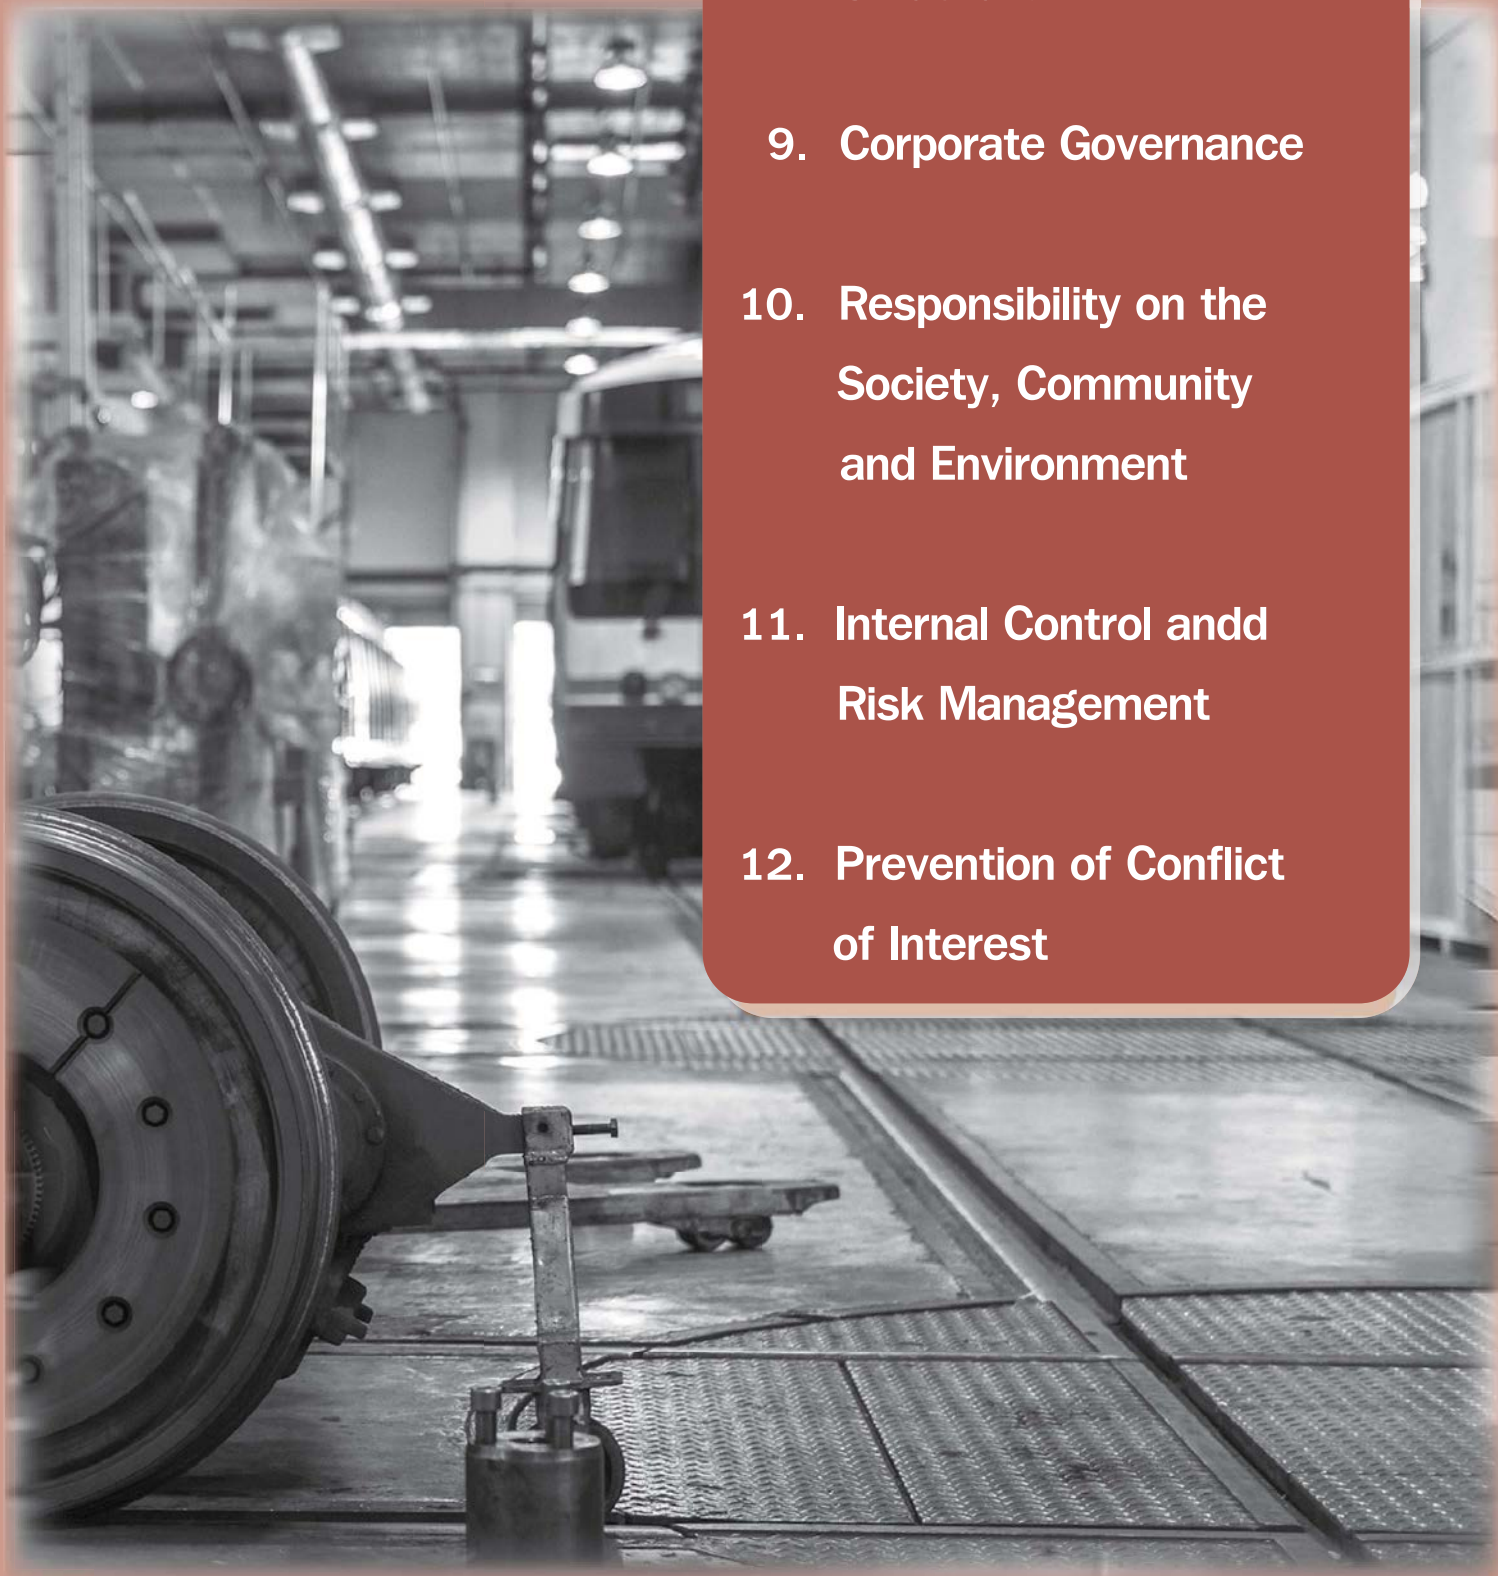 9. Corporate Governance
10. Responsibility on the
Society, Community
and Environment
11. Internal Control andd
Risk Management
12. Prevention of Conflict
of Interest